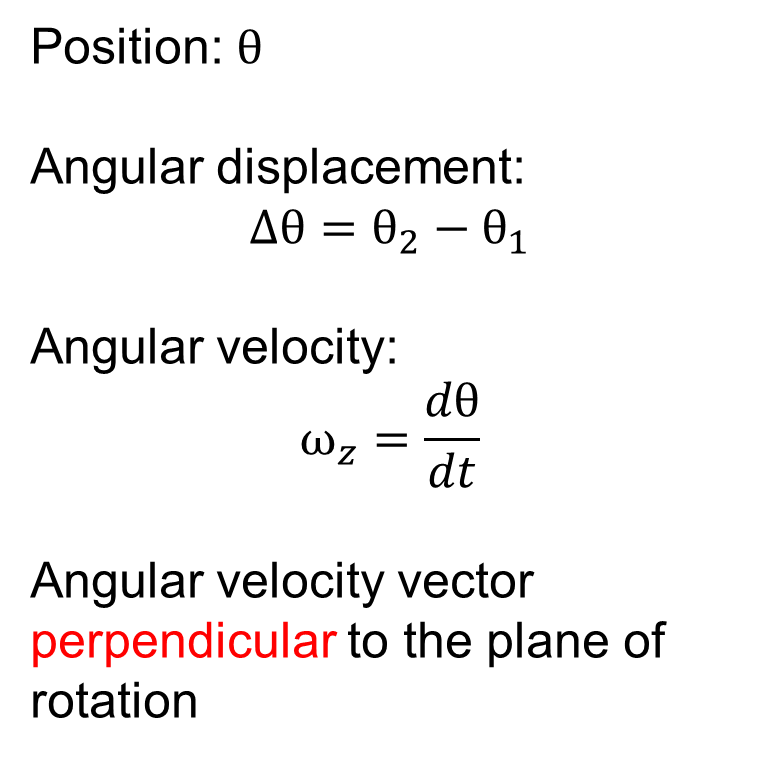 Position: θ
Angular displacement:
Δθ = θ₂ − θ₁
Angular velocity:
ω_z = dθ/dt
Angular velocity vector
perpendicular to the plane of
rotation